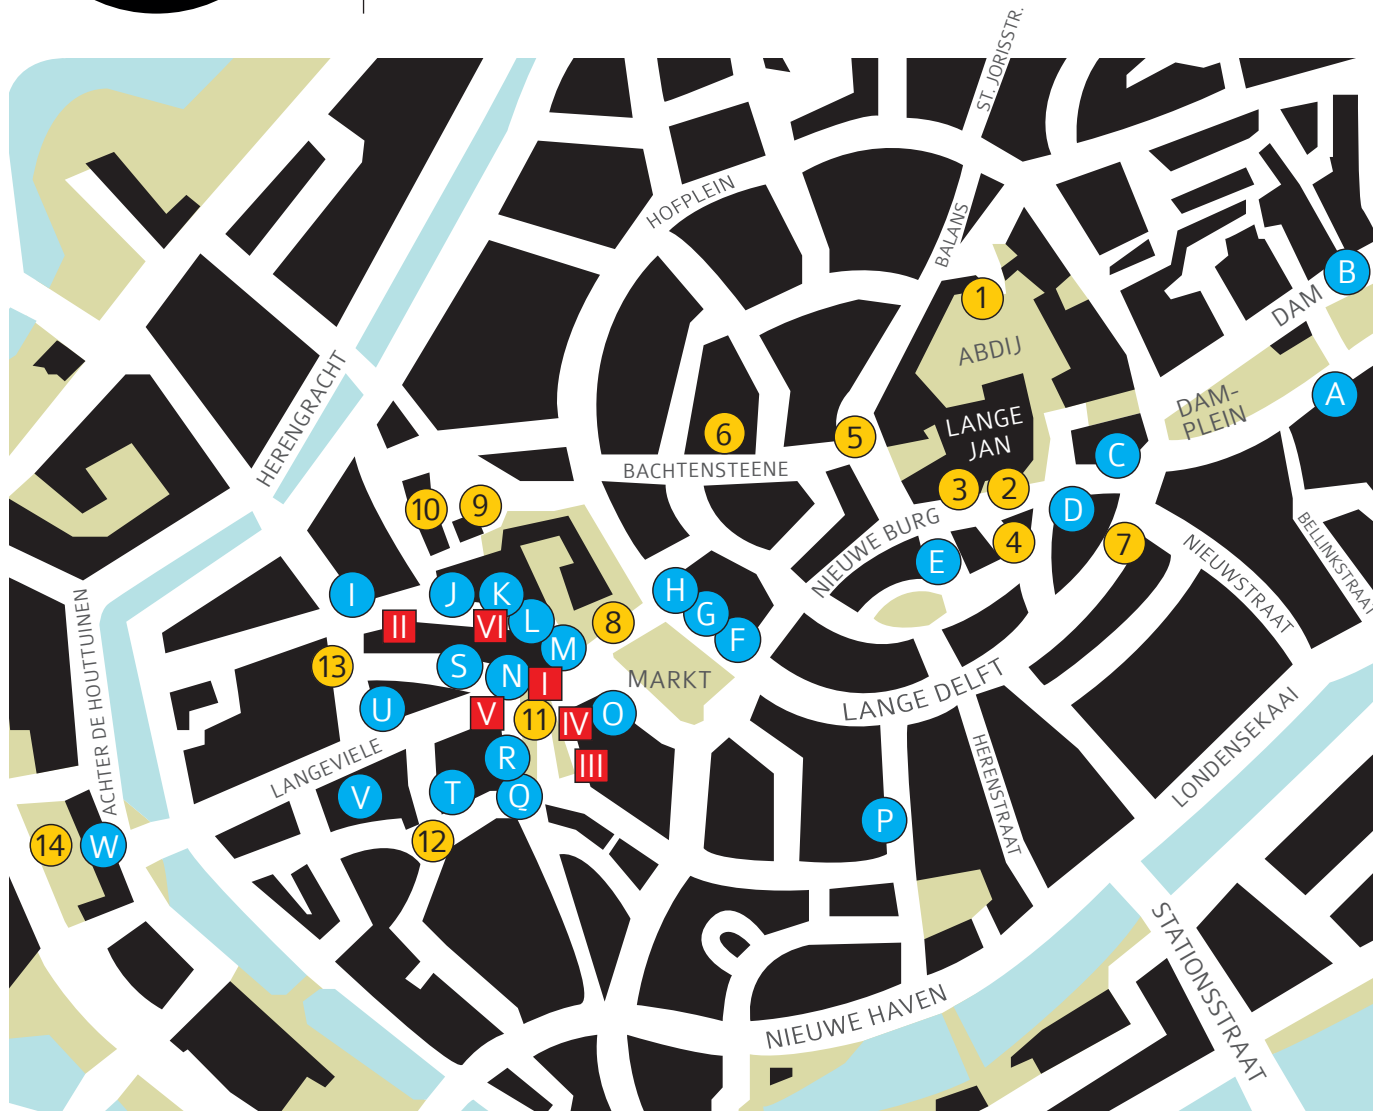 ST. JORISSTR.
HOFPLEIN
BALANS
B
DAM
1
ABDIJ
HERENGRACHT
A
DAM-
PLEIN
LANGE
JAN
6
5
C
BACHTENSTEENE
3
2
10
9
D
NIEUWE BURG
4
7
E
BELLINKSTRAAT
NIEUWSTRAAT
I
J
K
H
G
F
L
8
II
VI
M
ACHTER DE HOUTTUINEN
13
S
N
I
MARKT
LANGE DELFT
U
V
11
IV
O
III
LANGEVIELE
R
HERENSTRAAT
LONDENSEKAAI
V
T
Q
P
12
14
W
STATIONSSTRAAT
NIEUWE HAVEN